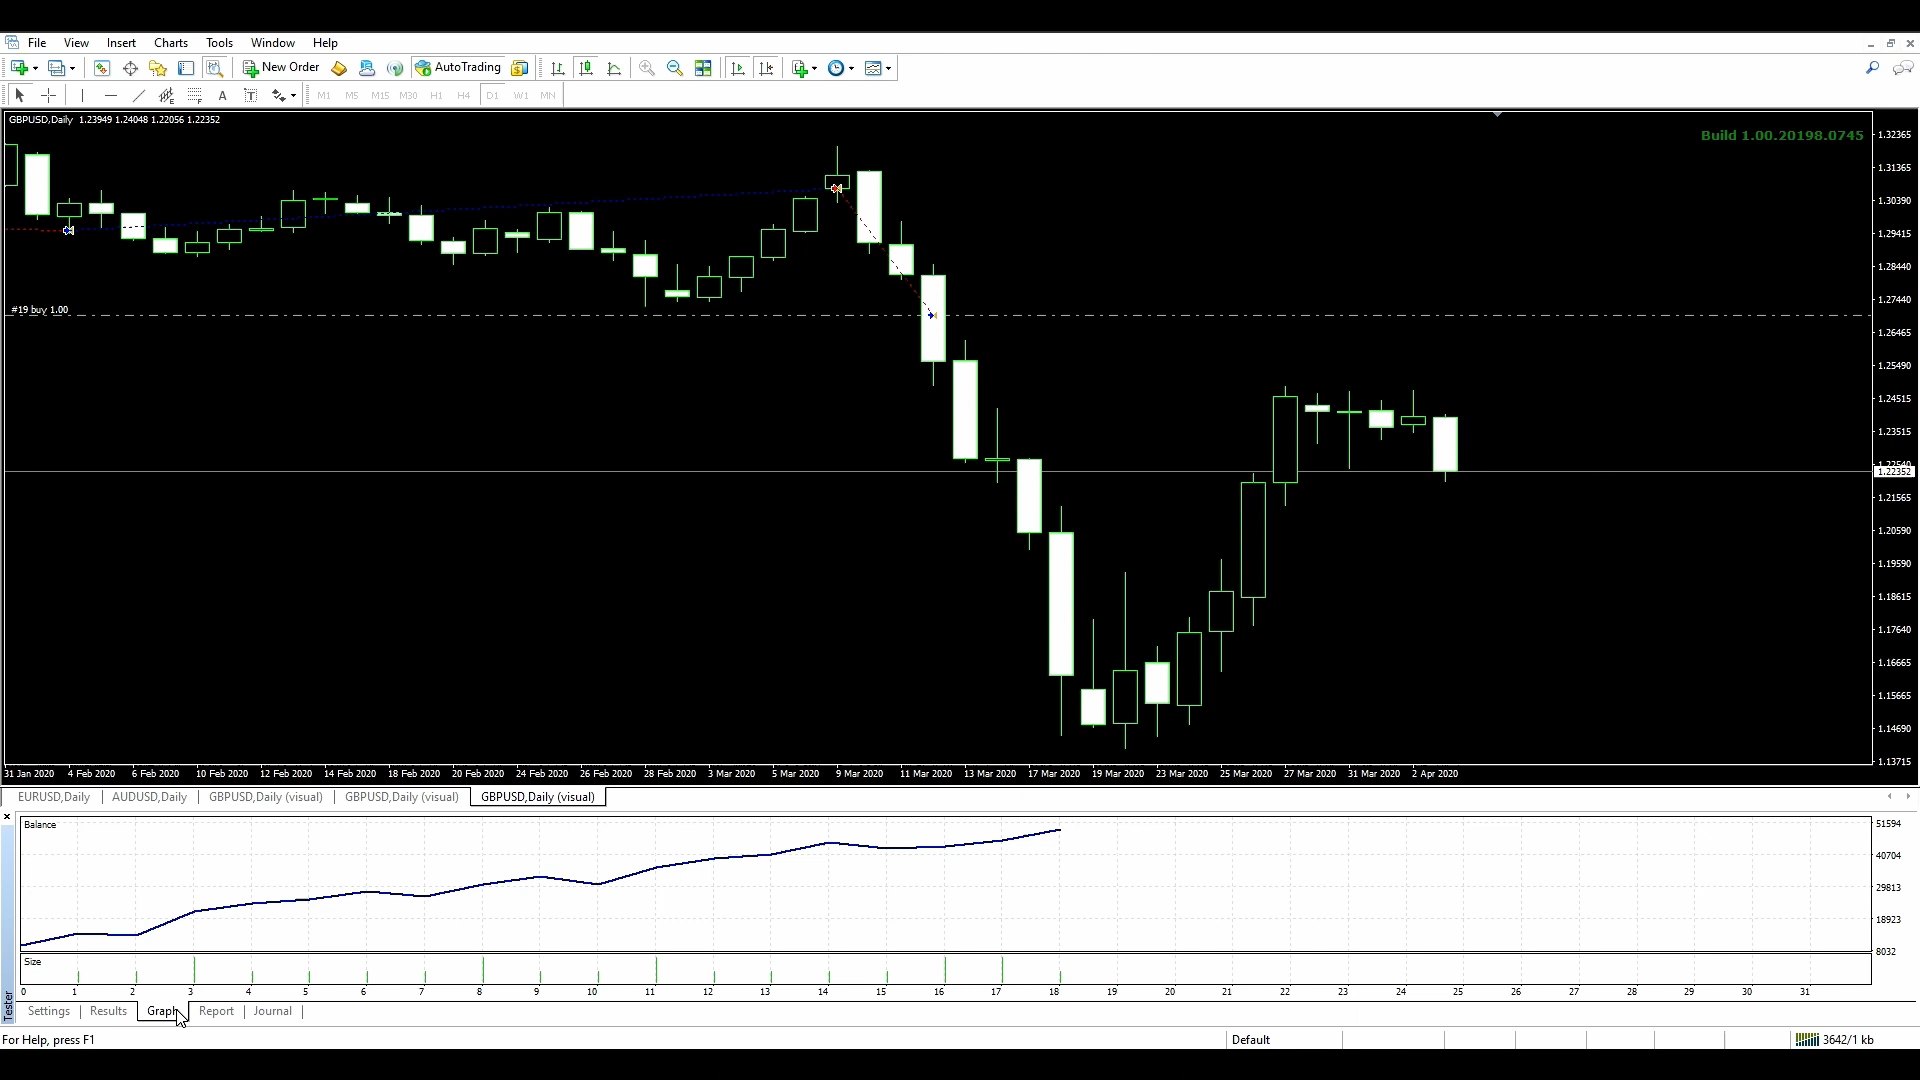 File View Insert Charts Tools Window Help
New Order AutoTrading
A T M1 M5 M15 M30 H1 H4 D1 W1 MN
GBPUSD,Daily 1.23949 1.24048 1.22056 1.22352
Build 1.00.20198.0745
1.32365
1.31365
1.30390
1.29415
1.28440
1.27440
1.26465
1.25490
1.24515
1.23515
1.22540
1.22352
1.21565
1.20590
1.19590
1.18615
1.17640
1.16665
1.15665
1.14690
1.13715
#19 buy 1.00
31 Jan 2020 4 Feb 2020 6 Feb 2020 10 Feb 2020 12 Feb 2020 14 Feb 2020 18 Feb 2020 20 Feb 2020 24 Feb 2020 26 Feb 2020 28 Feb 2020 3 Mar 2020 5 Mar 2020 9 Mar 2020 11 Mar 2020 13 Mar 2020 17 Mar 2020 19 Mar 2020 23 Mar 2020 25 Mar 2020 27 Mar 2020 31 Mar 2020 2 Apr 2020
EURUSD,Daily AUDUSD,Daily GBPUSD,Daily (visual) GBPUSD,Daily (visual) GBPUSD,Daily (visual)
Balance
51594
40704
29813
18923
8032
Size
0 1 2 3 4 5 6 7 8 9 10 11 12 13 14 15 16 17 18 19 20 21 22 23 24 25 26 27 28 29 30 31
Tester
Settings Results Graph Report Journal
For Help, press F1 Default 3642/1 kb